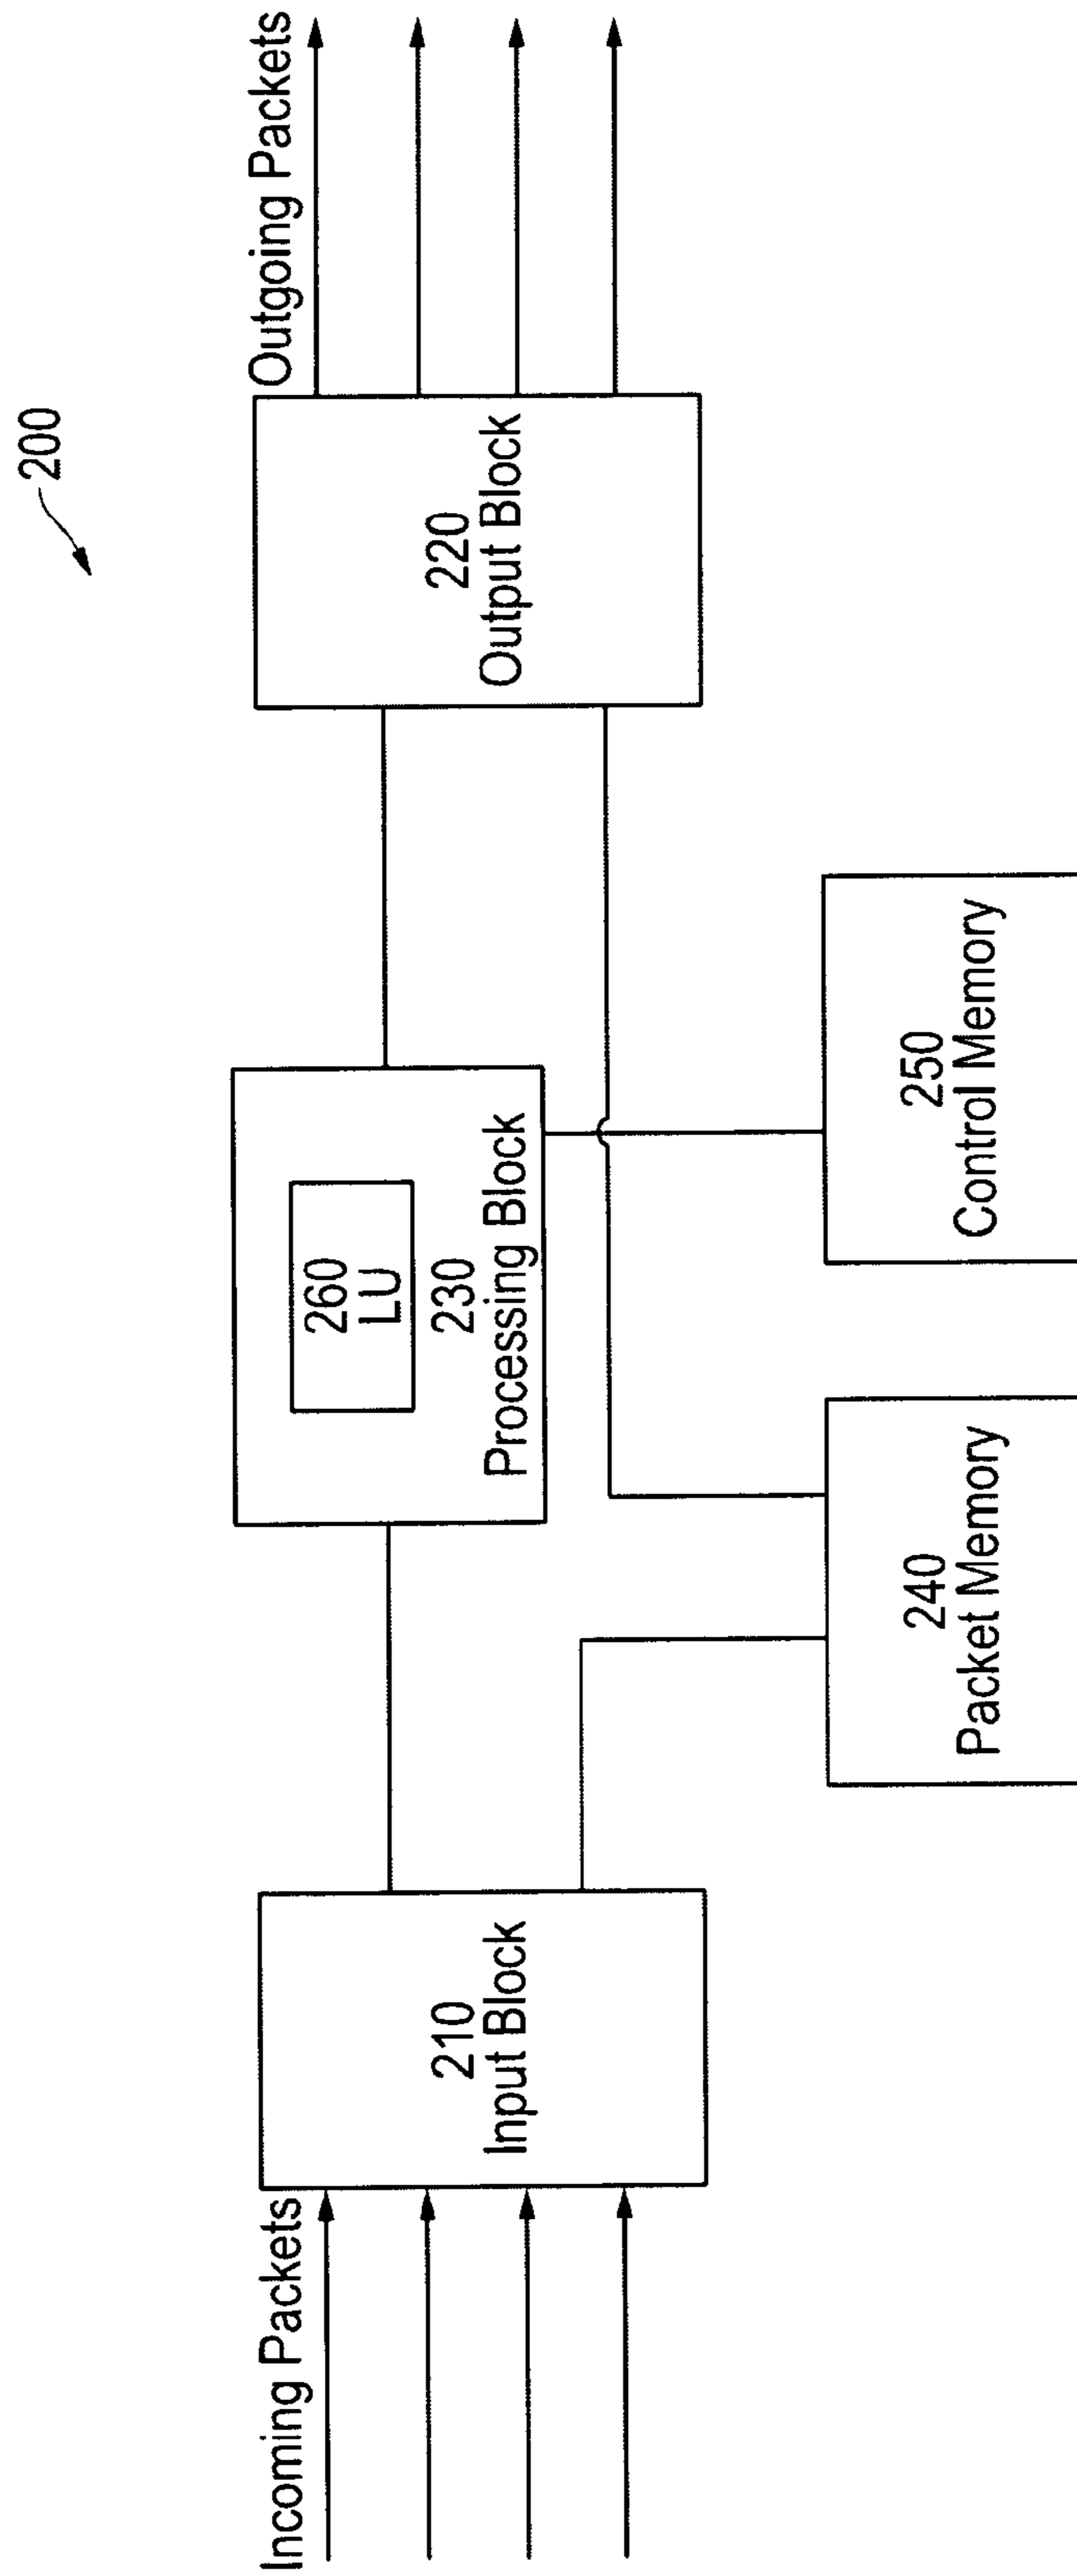 200
Incoming Packets
Outgoing Packets
210
Input Block
260
LU
230
Processing Block
220
Output Block
240
Packet Memory
250
Control Memory